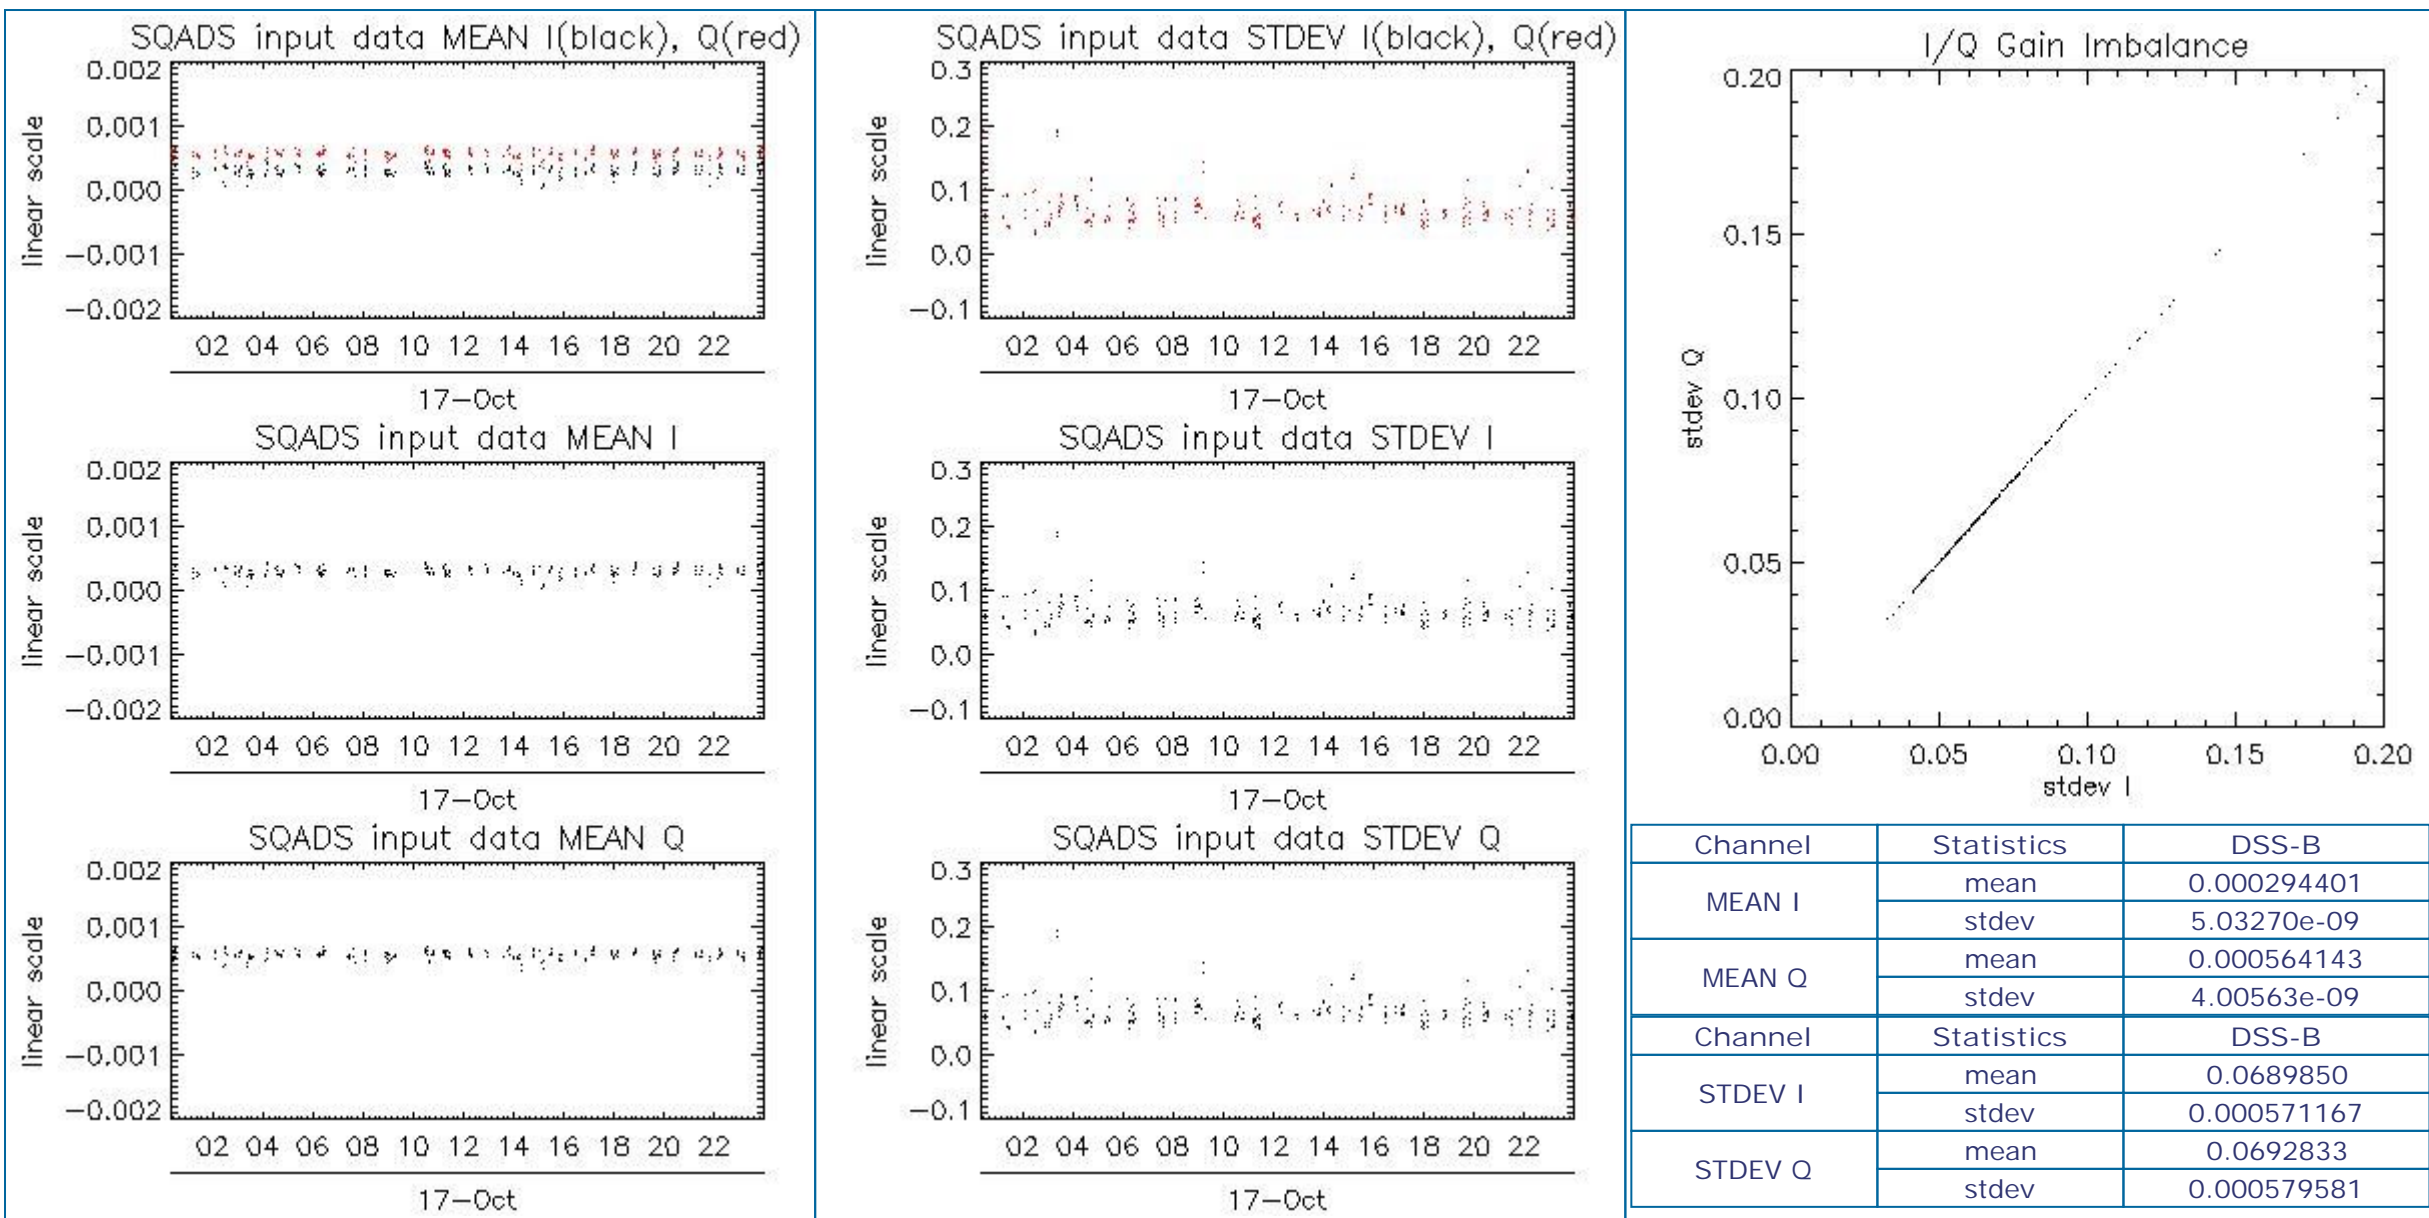 SQADS input data MEAN I(black), Q(red)
0.002
0.001
0.000
-0.001
-0.002
linear scale
02 04 06 08 10 12 14 16 18 20 22
17-Oct
SQADS input data MEAN I
0.002
0.001
0.000
-0.001
-0.002
linear scale
02 04 06 08 10 12 14 16 18 20 22
17-Oct
SQADS input data MEAN Q
0.002
0.001
0.000
-0.001
-0.002
linear scale
02 04 06 08 10 12 14 16 18 20 22
17-Oct
SQADS input data STDEV I(black), Q(red)
0.3
0.2
0.1
0.0
-0.1
linear scale
02 04 06 08 10 12 14 16 18 20 22
17-Oct
SQADS input data STDEV I
0.3
0.2
0.1
0.0
-0.1
linear scale
02 04 06 08 10 12 14 16 18 20 22
17-Oct
SQADS input data STDEV Q
0.3
0.2
0.1
0.0
-0.1
linear scale
02 04 06 08 10 12 14 16 18 20 22
17-Oct
I/Q Gain Imbalance
0.20
0.15
0.10
0.05
0.00
stdev Q
0.00 0.05 0.10 0.15 0.20
stdev I
Channel Statistics DSS-B
MEAN I mean 0.000294401
stdev 5.03270e-09
MEAN Q mean 0.000564143
stdev 4.00563e-09
Channel Statistics DSS-B
STDEV I mean 0.0689850
stdev 0.000571167
STDEV Q mean 0.0692833
stdev 0.000579581